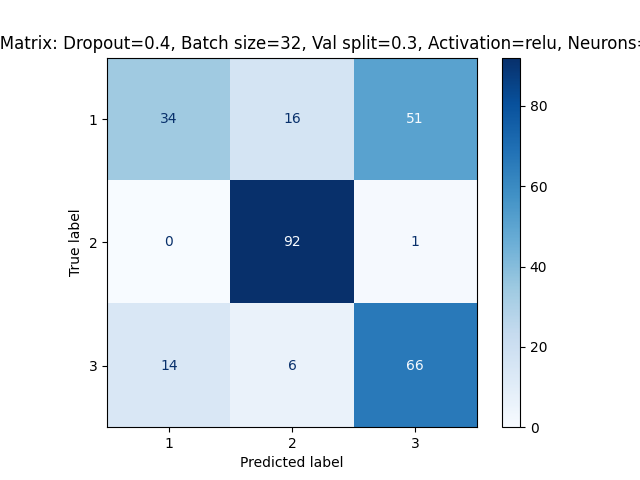 Matrix: Dropout=0.4, Batch size=32, Val split=0.3, Activation=relu, Neurons=
1 34 16 51
2 0 92 1
3 14 6 66
1 2 3
Predicted label
True label
80
60
40
20
0